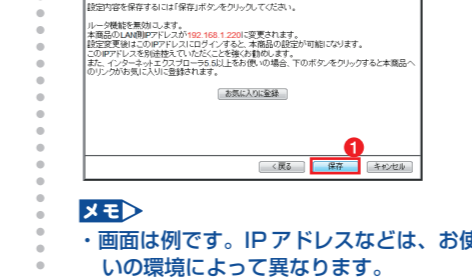 設定内容を保存するには「保存」ボタンをクリックしてください。
ルータ機能を無効にします。
本商品のLAN側IPアドレスが192.168.1.220に変更されます。
設定変更後はこのIPアドレスにログインすると、本商品の設定が可能になります。
このIPアドレスを別途控えていただくことを強くお勧めします。
また、インターネットエクスプローラ5.5以上をお使いの場合、下のボタンをクリックすると本商品へ
のリンクがお気に入りに登録されます。
お気に入りに登録
1
<戻る 保存 キャンセル
メモ
・画面は例です。IPアドレスなどは、お使
いの環境によって異なります。